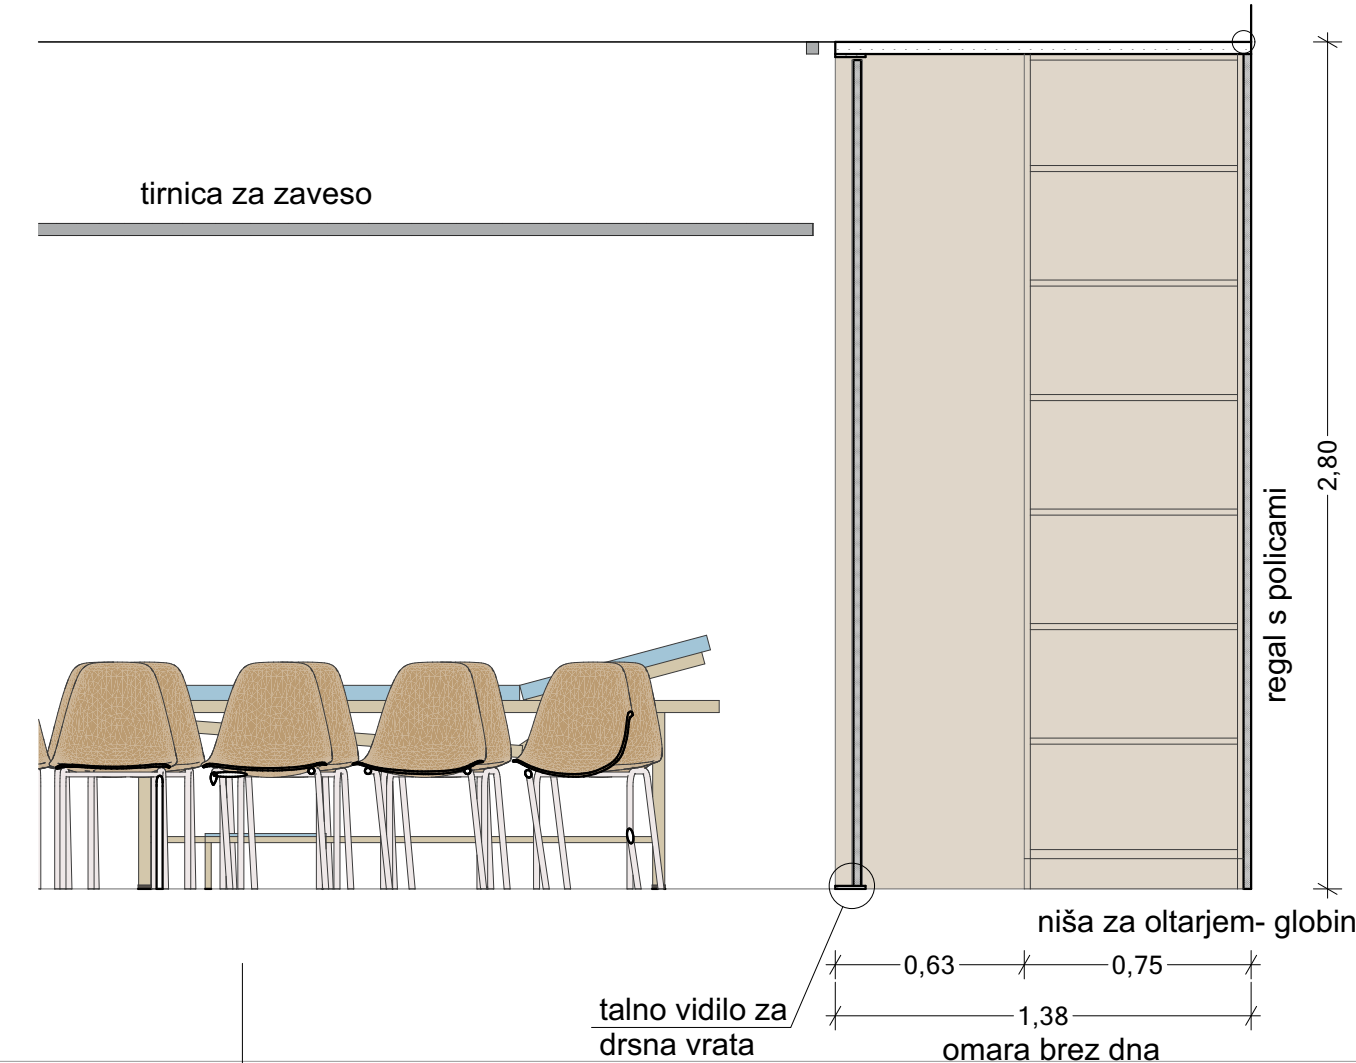 tirnica za zaveso
2,80
regal s policami
niša za oltarjem- globin
0,63
0,75
talno vidilo za
drsna vrata
1,38
omara brez dna